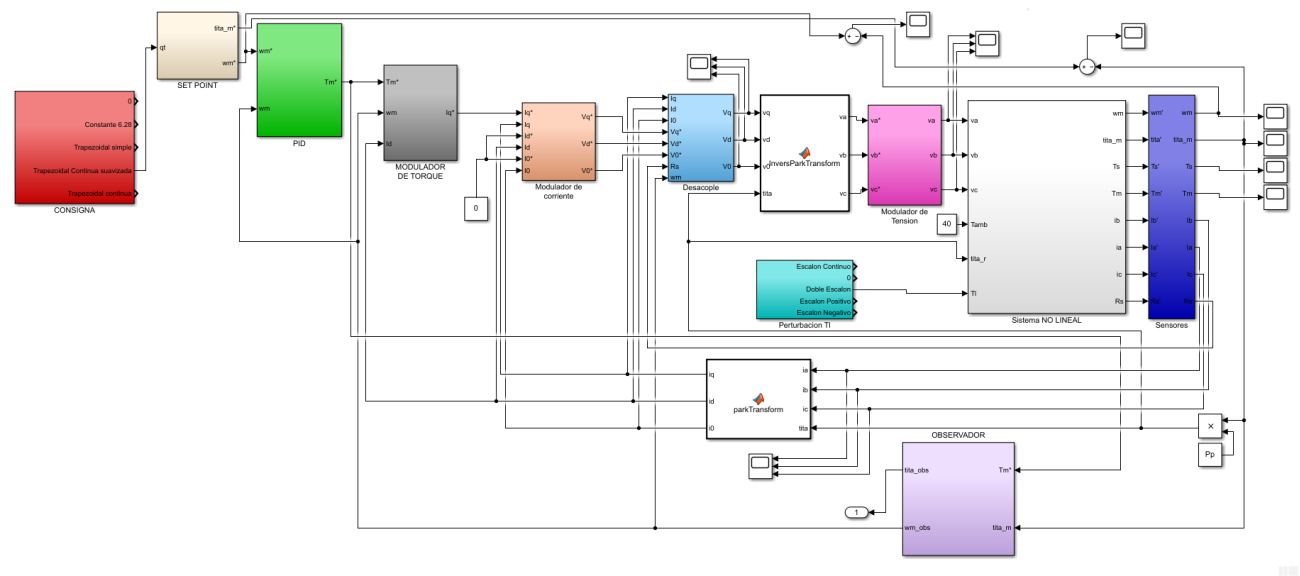 qt
tita_m*
wm*
SET POINT
wm*
wm
Tm*
PID
0
Constante 6.28
Trapezoidal simple
Trapezoidal Continua suavizada
Trapezoidal continua
CONSIGNA
Tm*
wm
Id
Iq*
MODULADOR
DE TORQUE
0
Iq*
Iq
Id*
Id
I0*
I0
Vq*
Vd*
V0*
Modulador de
corriente
Iq
Id
I0
Vq*
Vd*
V0*
Rs
wm
Vq
Vd
V0
Desacople
vq
vd
v0
tita
InversParkTransform
va
vb
vc
va*
vb*
vc*
va
vb
vc
Modulador de
Tension
40
va
vb
vc
Tamb
tita_r
Tl
wm
tita_m
Ts
Tm
ib
ia
ic
Rs
Sistema NO LINEAL
wm'
tita'
Ts'
Tm'
Ib'
Ia'
Ic'
Rs'
wm
tita_m
Ts
Tm
Ib
Ia
Ic
Rs
Sensores
Escalon Continuo
0
Doble Escalon
Escalon Positivo
Escalon Negativo
Perturbacion Tl
iq
id
i0
parkTransform
ia
ib
ic
tita
×
Pp
OBSERVADOR
tita_obs
wm_obs
Tm*
tita_m
1